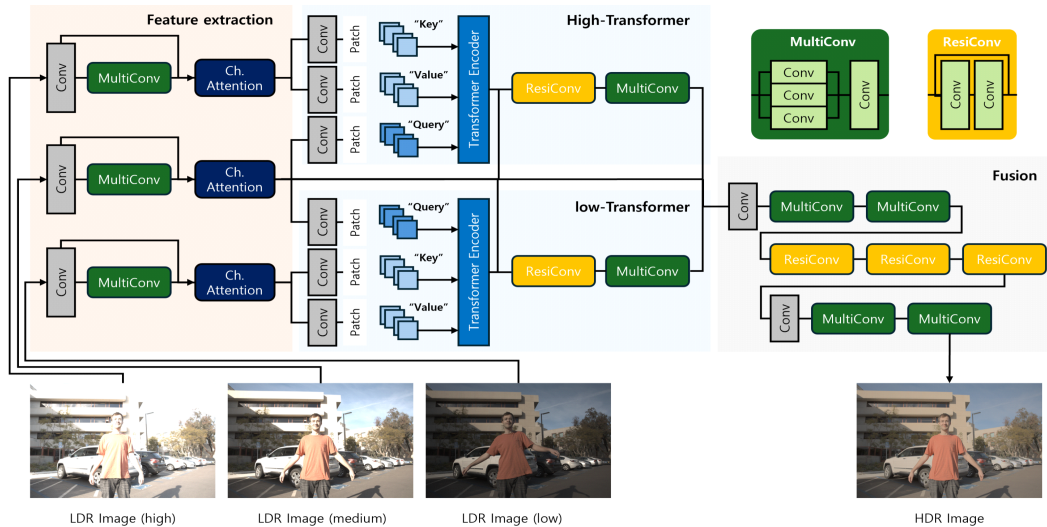 Feature extraction
Conv
MultiConv
Ch.
Attention
Conv
MultiConv
Ch.
Attention
Conv
MultiConv
Ch.
Attention
High-Transformer
Conv
Patch
"Key"
Conv
Patch
"Value"
Conv
Patch
"Query"
Transformer Encoder
ResiConv
MultiConv
low-Transformer
Conv
Patch
"Query"
Conv
Patch
"Key"
Conv
Patch
"Value"
Transformer Encoder
ResiConv
MultiConv
MultiConv
Conv
Conv
Conv
Conv
ResiConv
Conv
Conv
Fusion
Conv
MultiConv
MultiConv
ResiConv
ResiConv
ResiConv
Conv
MultiConv
MultiConv
LDR Image (high)
LDR Image (medium)
LDR Image (low)
HDR Image